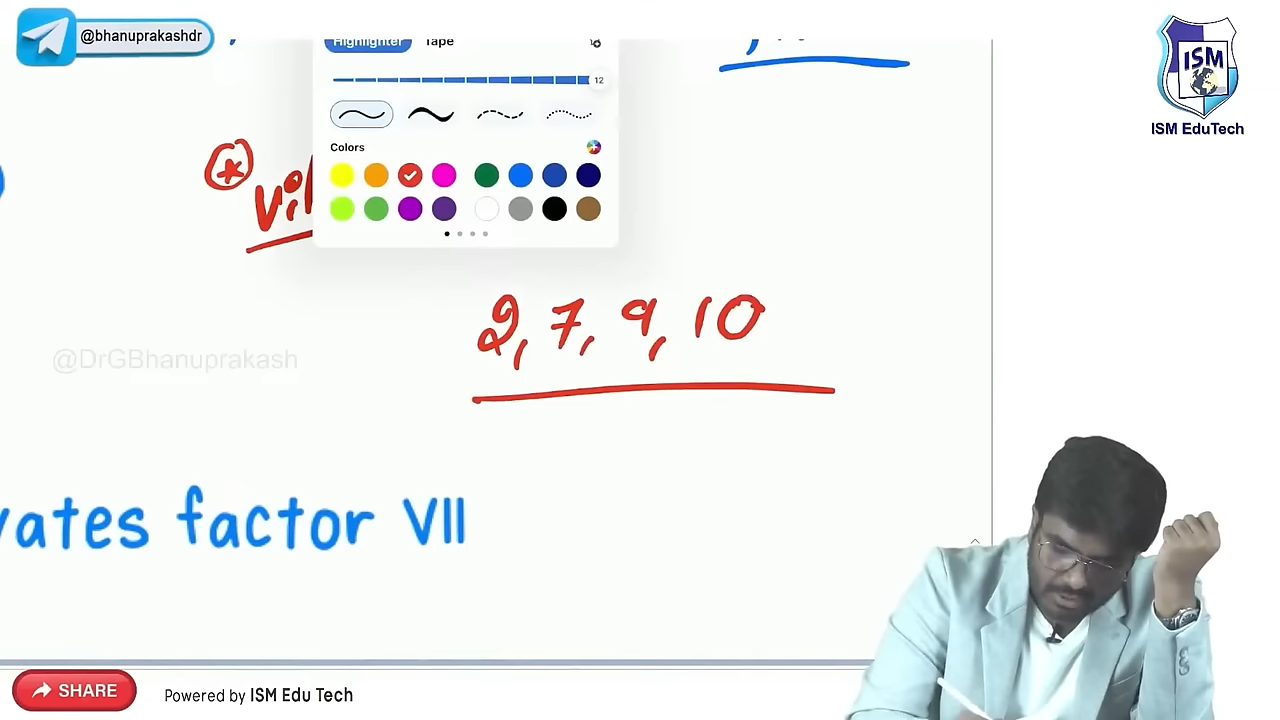 @bhanuprakashdr
Highlighter Tape
12
ISM
ISM EduTech
Colors
2, 7, 9, 10
@DrGBhanuprakash
vates factor VII
SHARE
Powered by ISM Edu Tech